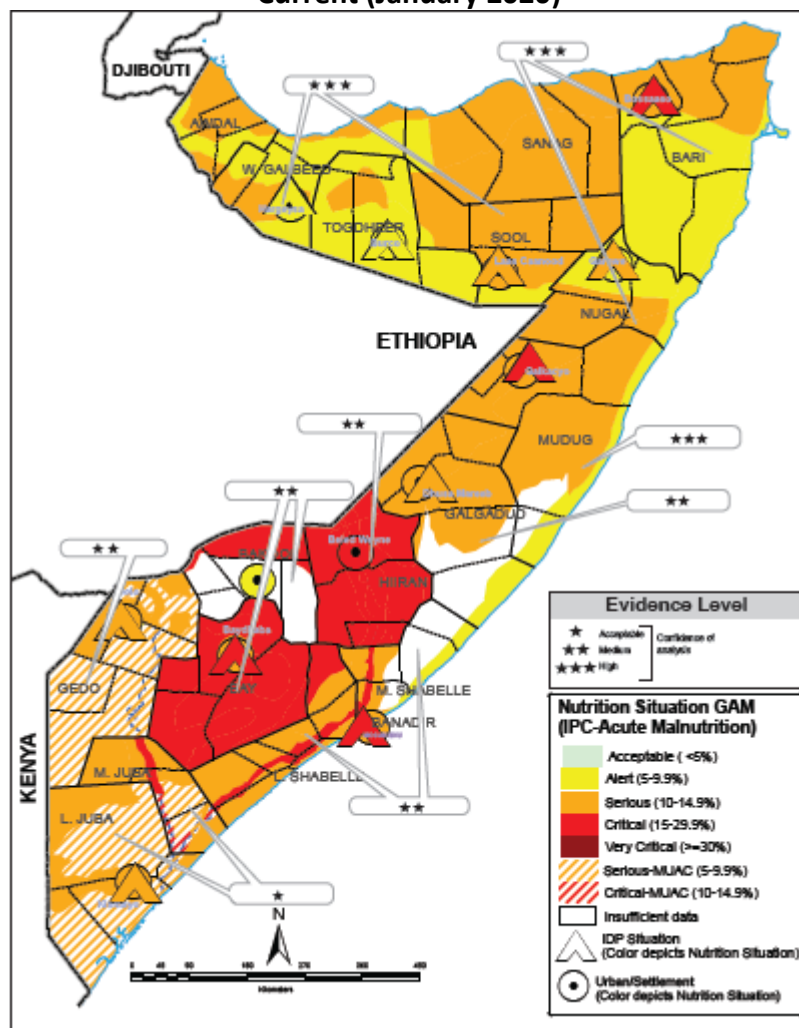 Current (January 2020)
DJIBOUTI
★★★
★★★
AWDAL
SANAG
W. GALBEED
BARI
TOGDHEER
SOOL
NUGAL
ETHIOPIA
★★
MUDUG
★★★
★★
GALGADUD
★★
★★
HIRAN
GEDO
BAY
M. SHABELLE
BANADIR
M. JUBA
L. SHABELLE
KENYA
L. JUBA
★★
★
N
Evidence Level
★ Acceptable
★★ Medium
★★★ High
Confidence of
analysis
Nutrition Situation GAM
(IPC-Acute Malnutrition)
Acceptable ( <5%)
Alert (5-9.9%)
Serious (10-14.9%)
Critical (15-29.9%)
Very Critical (>=30%)
Serious-MUAC (5-9.9%)
Critical-MUAC (10-14.9%)
Insufficient data
IDP Situation
(Color depicts Nutrition Situation)
Urban/Settlement
(Color depicts Nutrition Situation)